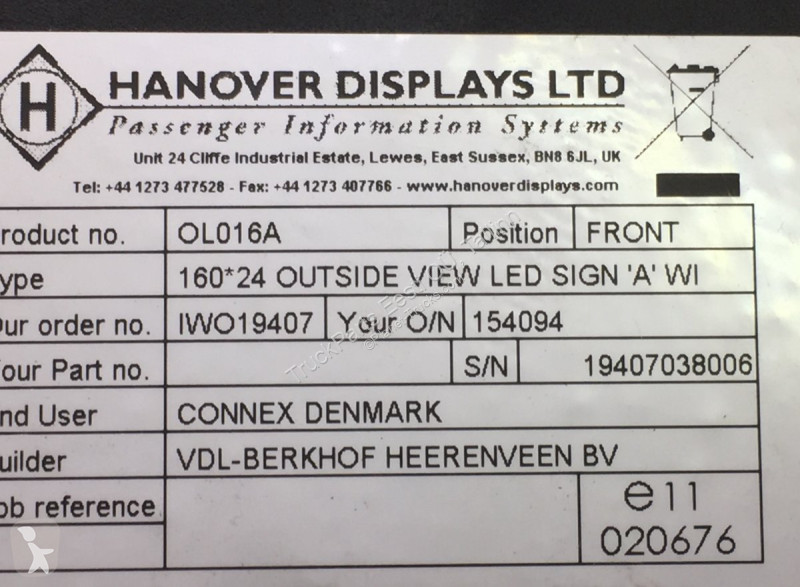 H
HANOVER DISPLAYS LTD
Passenger Information Systems
Unit 24 Cliffe Industrial Estate, Lewes, East Sussex, BN8 6JL, UK
Tel: +44 1273 477528 - Fax: +44 1273 407766 - www.hanoverdisplays.com
roduct no. OL016A Position FRONT
ype 160*24 OUTSIDE VIEW LED SIGN 'A' WI
ur order no. IWO19407 Your O/N 154094
our Part no. S/N 19407038006
nd User CONNEX DENMARK
uilder VDL-BERKHOF HEERENVEEN BV
ob reference e11
020676